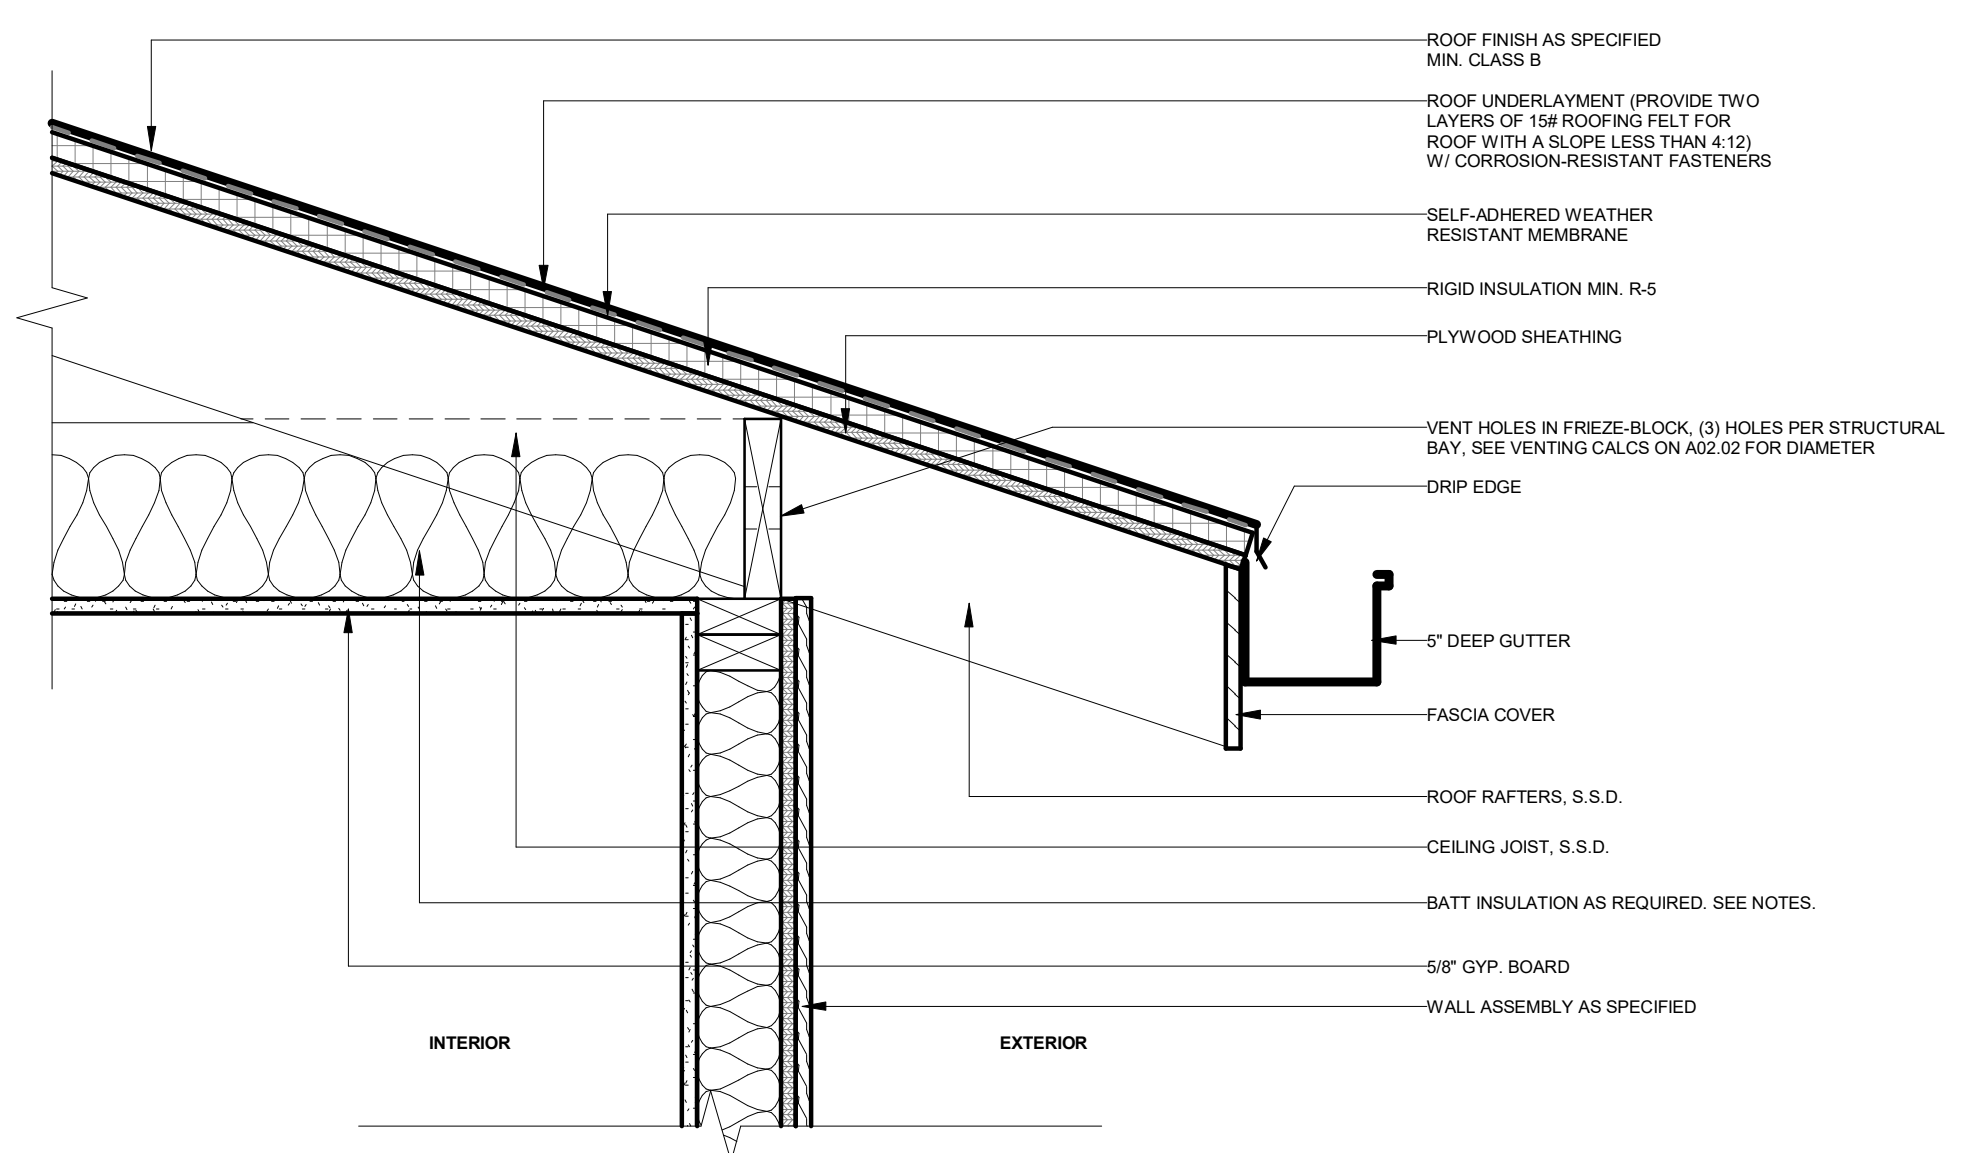 ROOF FINISH AS SPECIFIED
MIN. CLASS B
ROOF UNDERLAYMENT (PROVIDE TWO
LAYERS OF 15# ROOFING FELT FOR
ROOF WITH A SLOPE LESS THAN 4:12)
W/ CORROSION-RESISTANT FASTENERS
SELF-ADHERED WEATHER
RESISTANT MEMBRANE
RIGID INSULATION MIN. R-5
PLYWOOD SHEATHING
VENT HOLES IN FRIEZE-BLOCK, (3) HOLES PER STRUCTURAL
BAY, SEE VENTING CALCS ON A02.02 FOR DIAMETER
DRIP EDGE
5" DEEP GUTTER
FASCIA COVER
ROOF RAFTERS, S.S.D.
CEILING JOIST, S.S.D.
BATT INSULATION AS REQUIRED. SEE NOTES.
5/8" GYP. BOARD
WALL ASSEMBLY AS SPECIFIED
INTERIOR
EXTERIOR